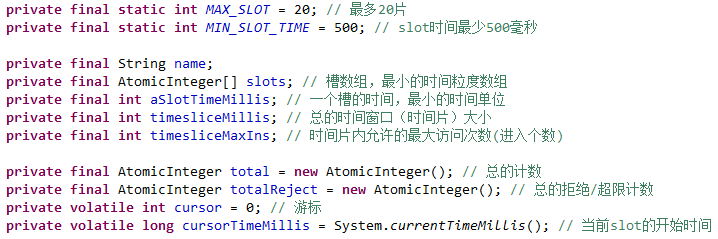 private final static int MAX_SLOT = 20; // 最多20片
private final static int MIN_SLOT_TIME = 500; // slot时间最少500毫秒
private final String name;
private final AtomicInteger[] slots; // 槽数组，最小的时间粒度数组
private final int aSlotTimeMillis; // 一个槽的时间，最小的时间单位
private final int timesliceMillis; // 总的时间窗口（时间片）大小
private final int timesliceMaxIns; // 时间片内允许的最大访问次数(进入个数)
private final AtomicInteger total = new AtomicInteger(); // 总的计数
private final AtomicInteger totalReject = new AtomicInteger(); // 总的拒绝/超限计数
private volatile int cursor = 0; // 游标
private volatile long cursorTimeMillis = System.currentTimeMillis(); // 当前slot的开始时间